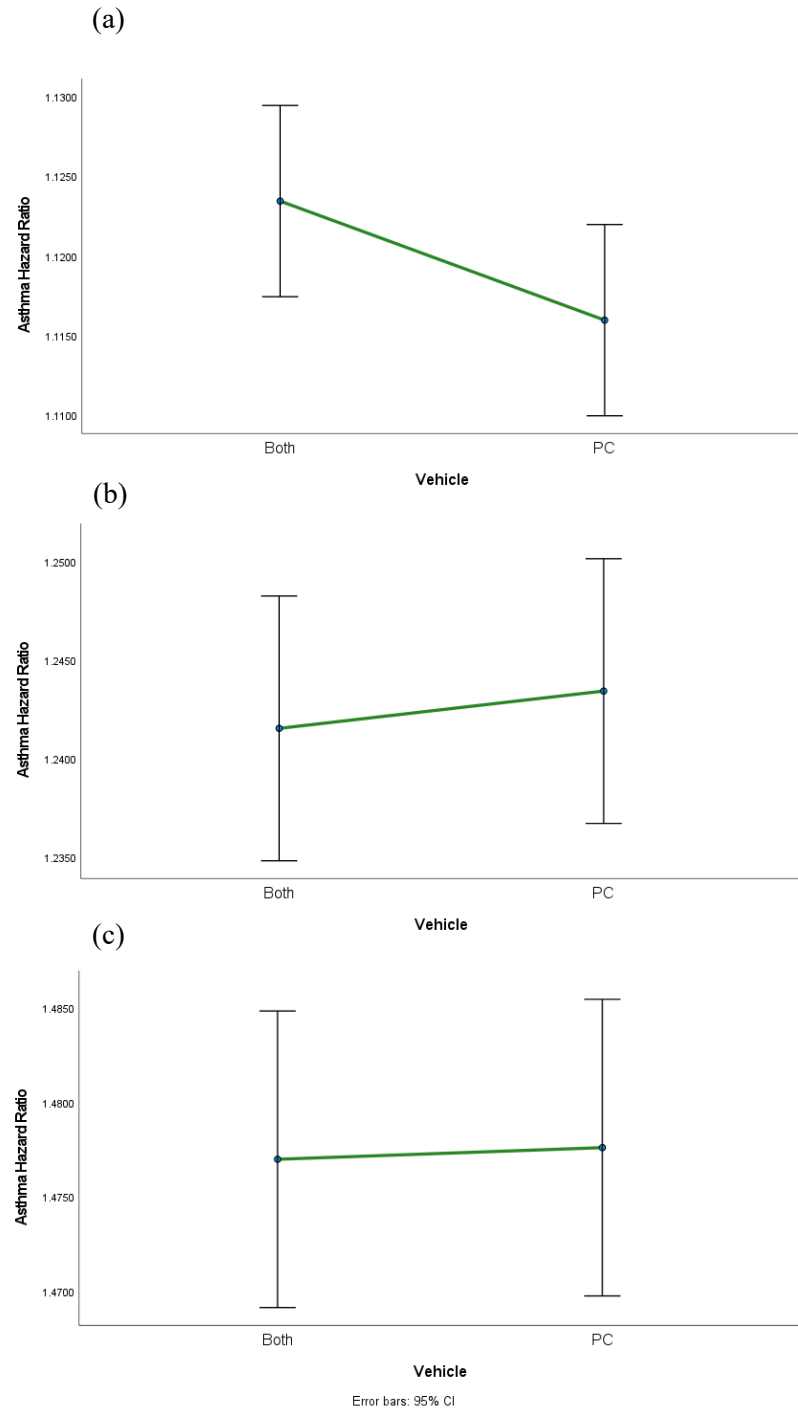 (a)
Asthma Hazard Ratio
1.1300
1.1250
1.1200
1.1150
1.1100
Both
PC
Vehicle
(b)
Asthma Hazard Ratio
1.2500
1.2450
1.2400
1.2350
Both
PC
Vehicle
(c)
Asthma Hazard Ratio
1.4850
1.4800
1.4750
1.4700
Both
PC
Vehicle
Error bars: 95% CI